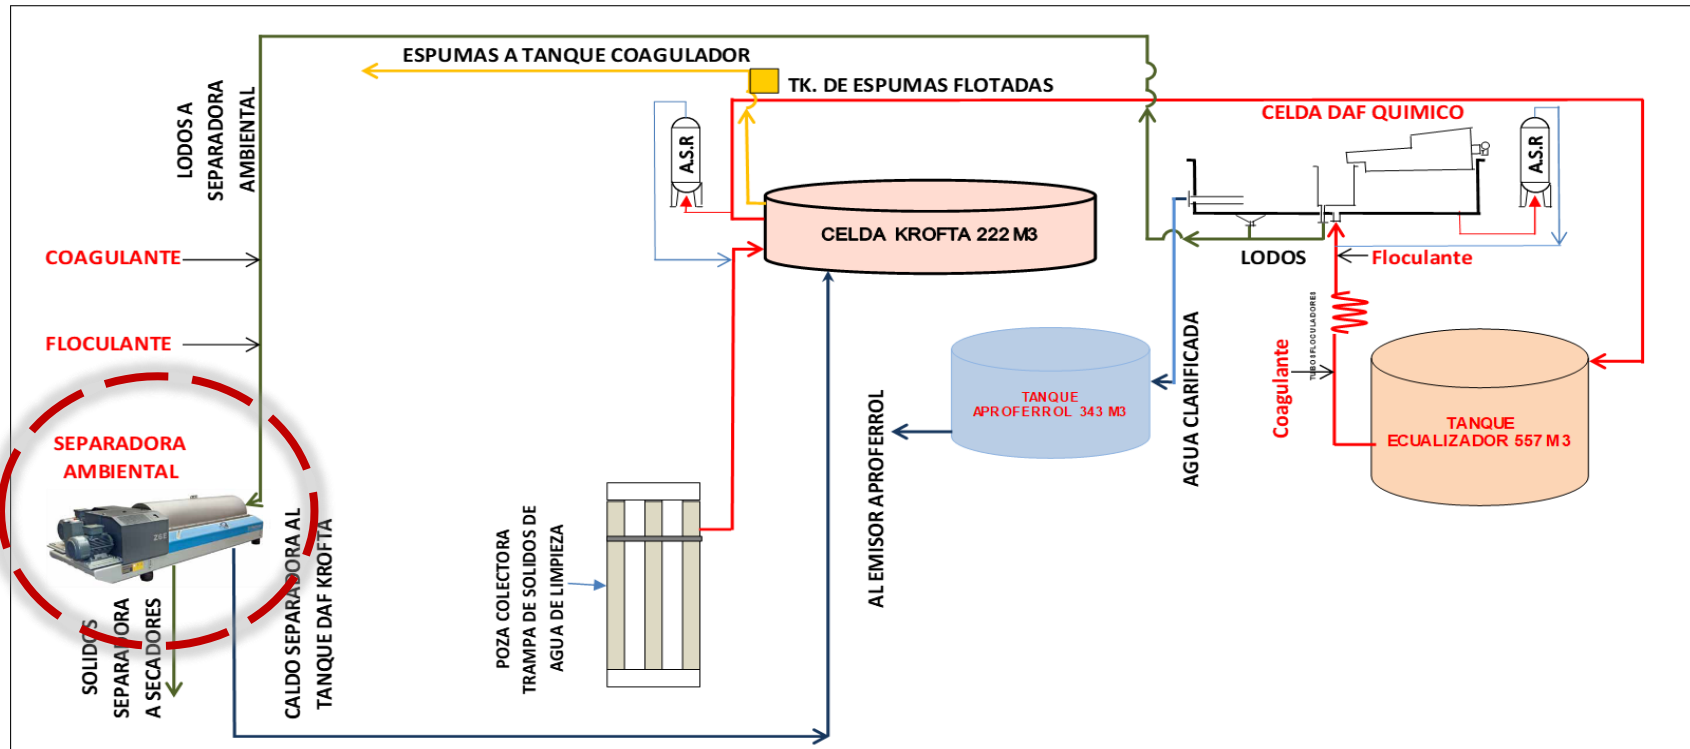 ESPUMAS A TANQUE COAGULADOR
TK. DE ESPUMAS FLOTADAS
LODOS A
SEPARADORA
AMBIENTAL
CELDA DAF QUIMICO
A.S.R
A.S.R
CELDA KROFTA 222 M3
COAGULANTE
LODOS
Floculante
FLOCULANTE
TUBOS FLOCULADORES
Coagulante
AGUA CLARIFICADA
TANQUE
APROFERROL 343 M3
AL EMISOR APROFERROL
TANQUE
ECUALIZADOR 557 M3
SEPARADORA
AMBIENTAL
POZA COLECTORA
TRAMPA DE SOLIDOS DE
AGUA DE LIMPIEZA
CALDO SEPARADORA AL
TANQUE DAF KROFTA
SOLIDOS
SEPARADORA
A SECADORES